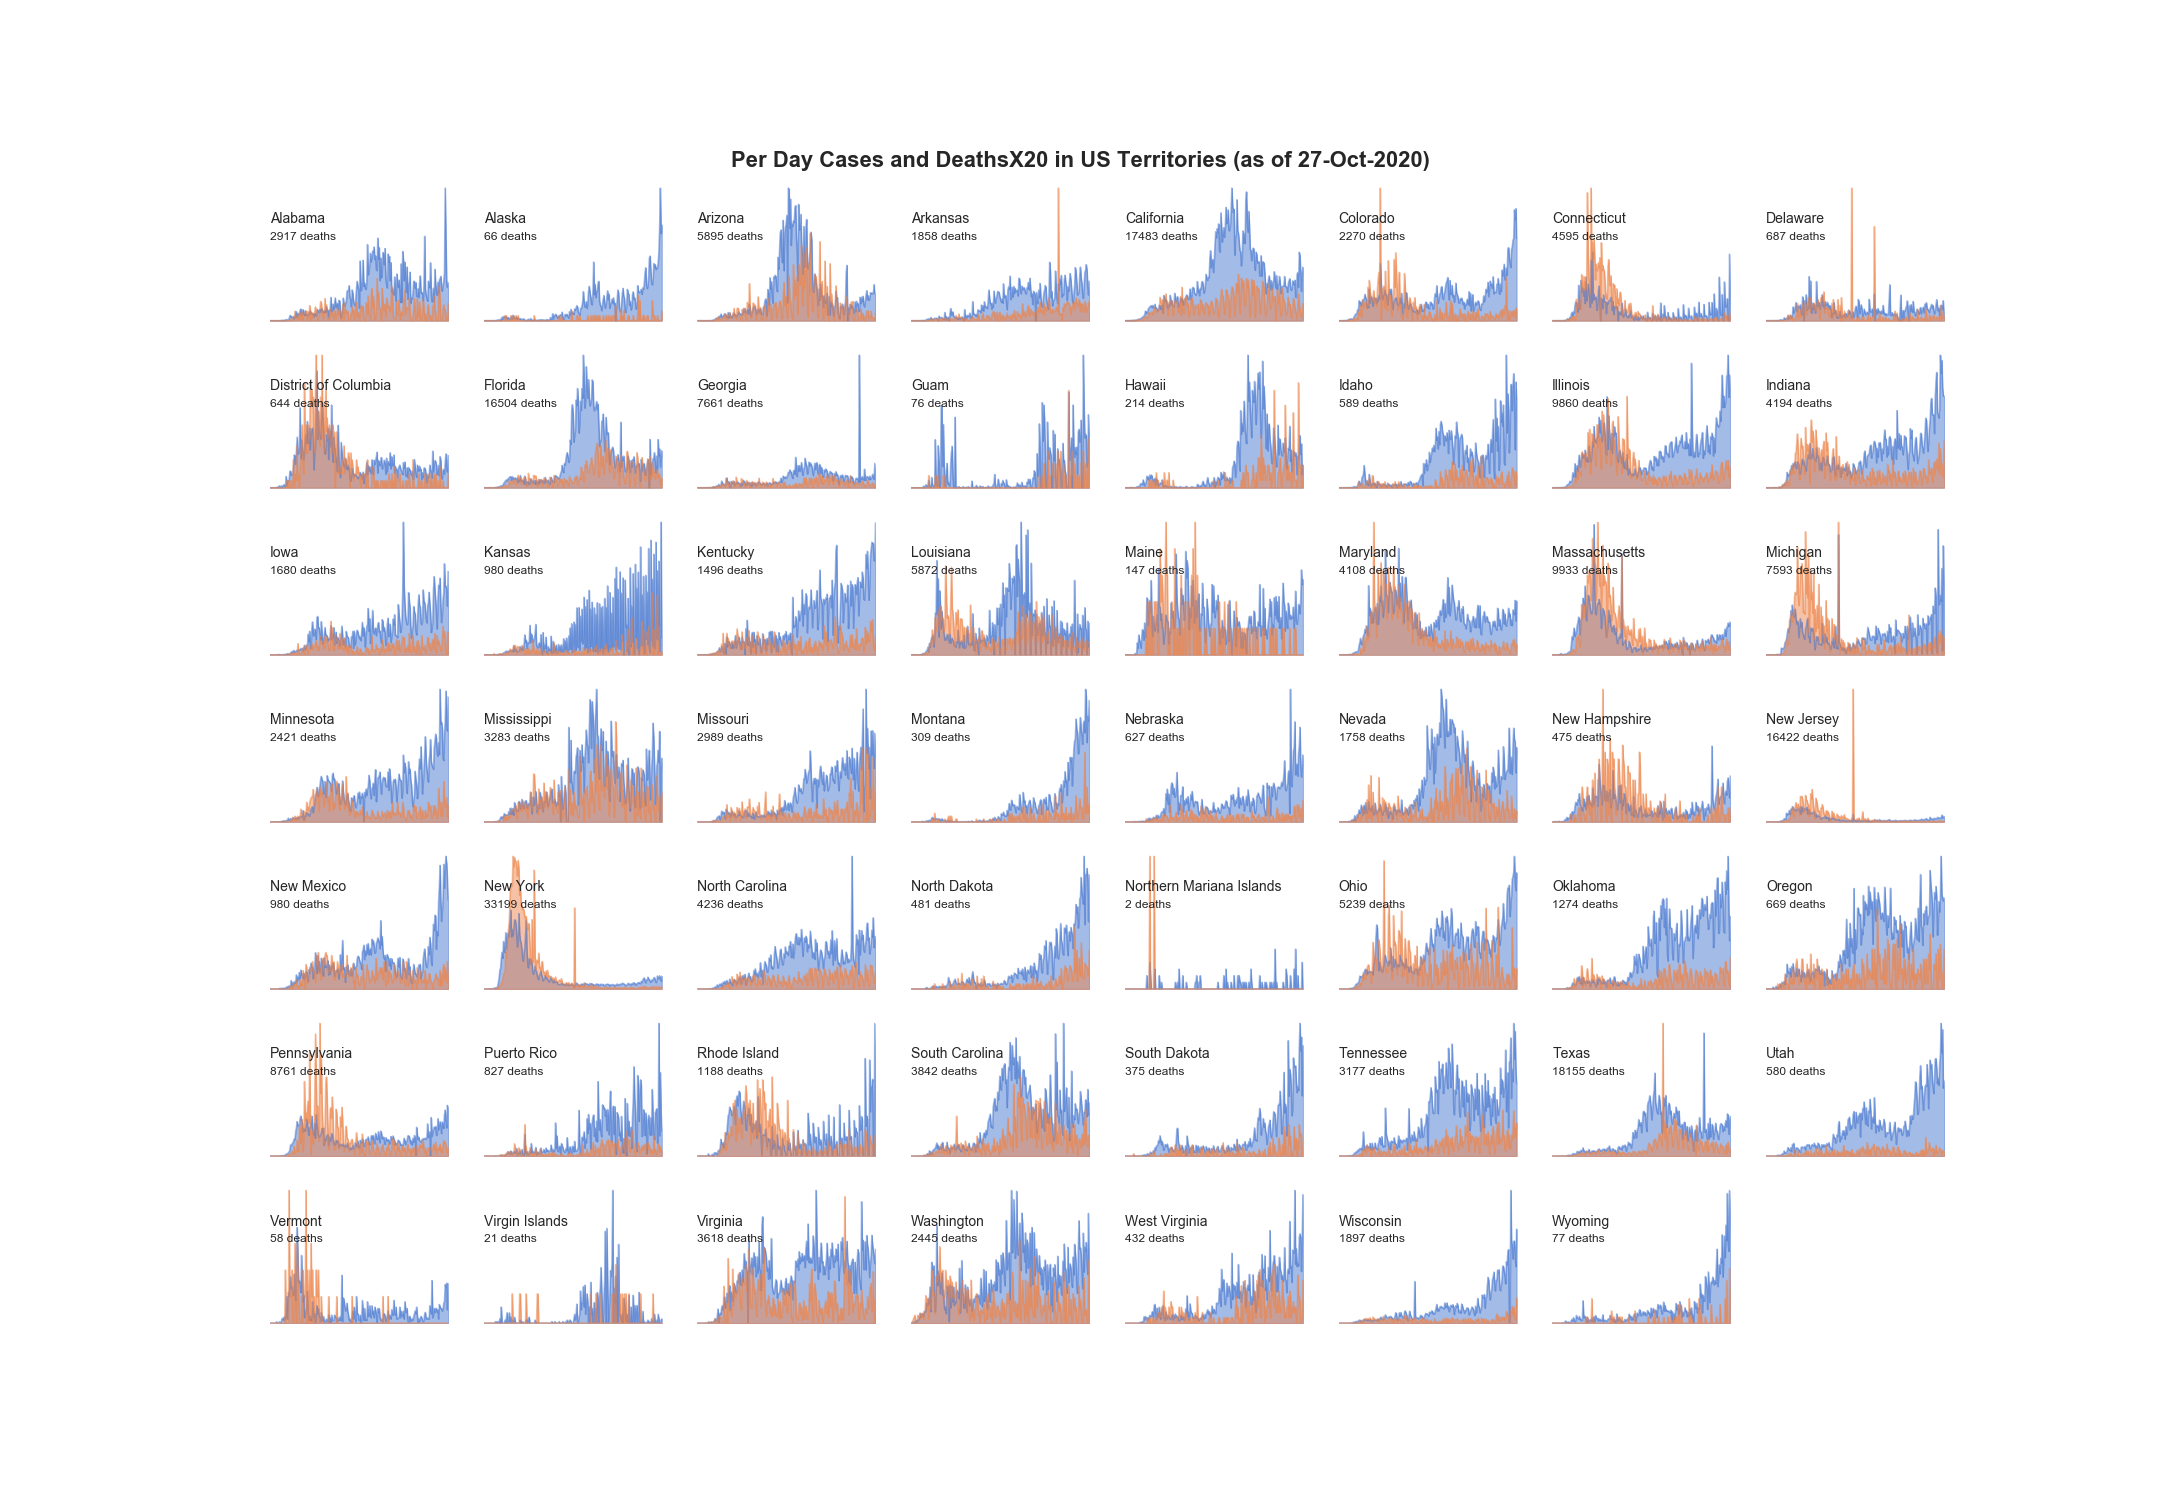 Per Day Cases and DeathsX20 in US Territories (as of 27-Oct-2020)
Alabama
2917 deaths
Alaska
66 deaths
Arizona
5895 deaths
Arkansas
1858 deaths
California
17483 deaths
Colorado
2270 deaths
Connecticut
4595 deaths
Delaware
687 deaths
District of Columbia
644 deaths
Florida
16504 deaths
Georgia
7661 deaths
Guam
76 deaths
Hawaii
214 deaths
Idaho
589 deaths
Illinois
9860 deaths
Indiana
4194 deaths
Iowa
1680 deaths
Kansas
980 deaths
Kentucky
1496 deaths
Louisiana
5872 deaths
Maine
147 deaths
Maryland
4108 deaths
Massachusetts
9933 deaths
Michigan
7593 deaths
Minnesota
2421 deaths
Mississippi
3283 deaths
Missouri
2989 deaths
Montana
309 deaths
Nebraska
627 deaths
Nevada
1758 deaths
New Hampshire
475 deaths
New Jersey
16422 deaths
New Mexico
980 deaths
New York
33199 deaths
North Carolina
4236 deaths
North Dakota
481 deaths
Northern Mariana Islands
2 deaths
Ohio
5239 deaths
Oklahoma
1274 deaths
Oregon
669 deaths
Pennsylvania
8761 deaths
Puerto Rico
827 deaths
Rhode Island
1188 deaths
South Carolina
3842 deaths
South Dakota
375 deaths
Tennessee
3177 deaths
Texas
18155 deaths
Utah
580 deaths
Vermont
58 deaths
Virgin Islands
21 deaths
Virginia
3618 deaths
Washington
2445 deaths
West Virginia
432 deaths
Wisconsin
1897 deaths
Wyoming
77 deaths